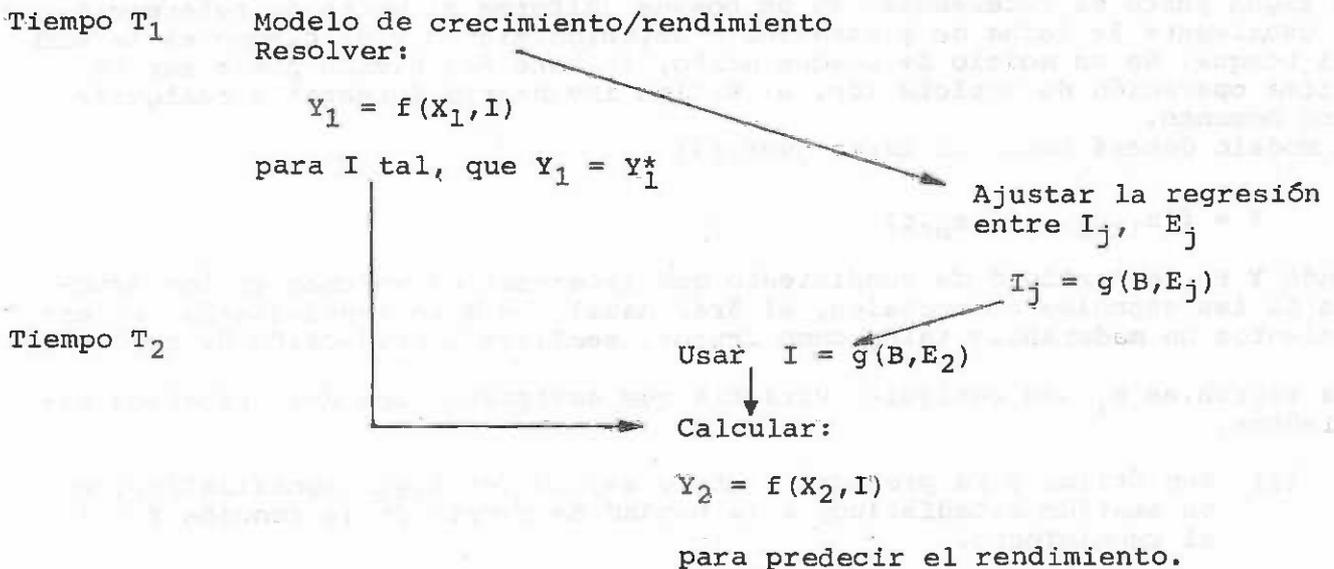 Tiempo T₁ Modelo de crecimiento/rendimiento
Resolver:
Y₁ = f(X₁,I)
para I tal, que Y₁ = Y₁*
Ajustar la regresión
entre Iⱼ, Eⱼ
Iⱼ = g(B,Eⱼ)
Tiempo T₂
Usar I = g(B,E₂)
Calcular:
Y₂ = f(X₂,I)
para predecir el rendimiento.